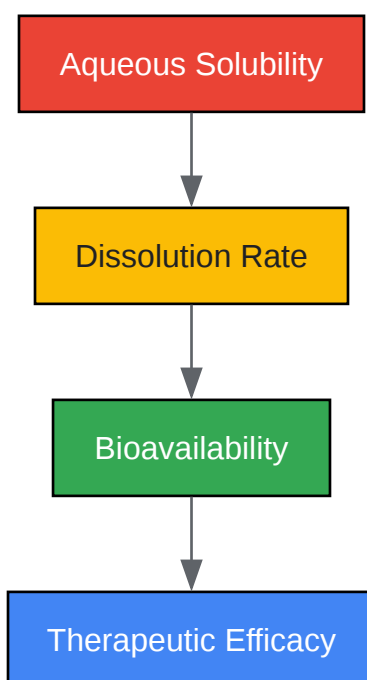 Aqueous Solubility
Dissolution Rate
Bioavailability
Therapeutic Efficacy